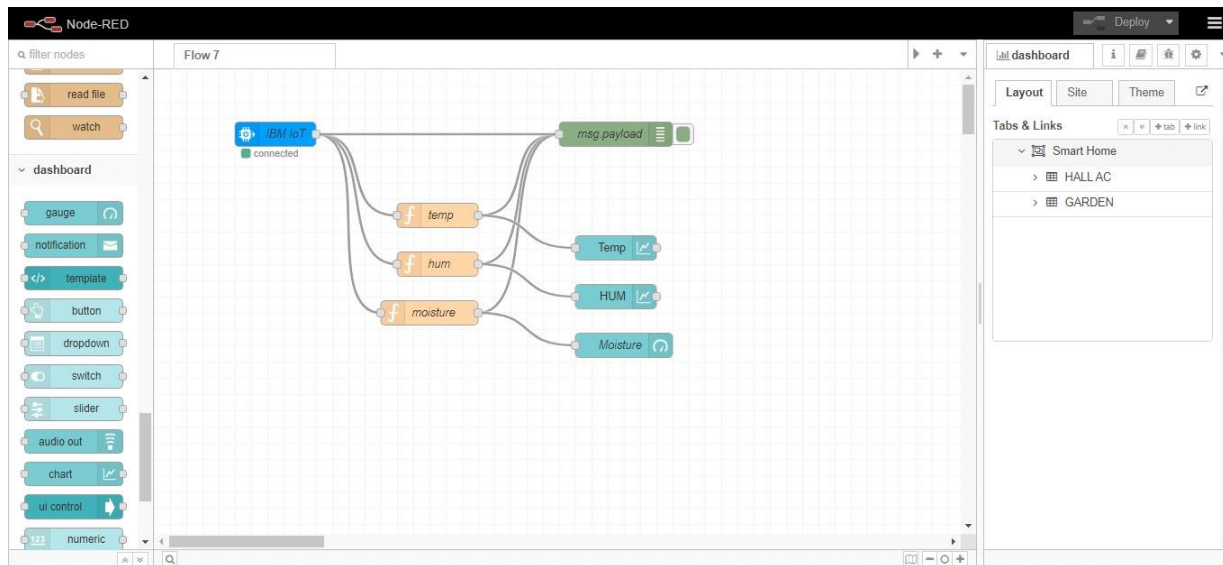 Node-RED
Deploy
filter nodes
Flow 7
dashboard
i
read file
watch
dashboard
gauge
notification
template
button
dropdown
switch
slider
audio out
chart
ui control
123 numeric
IBM IoT
connected
msg.payload
f temp
f hum
f moisture
Temp
HUM
Moisture
Layout Site Theme
Tabs & Links
+ tab + link
Smart Home
HALL AC
GARDEN